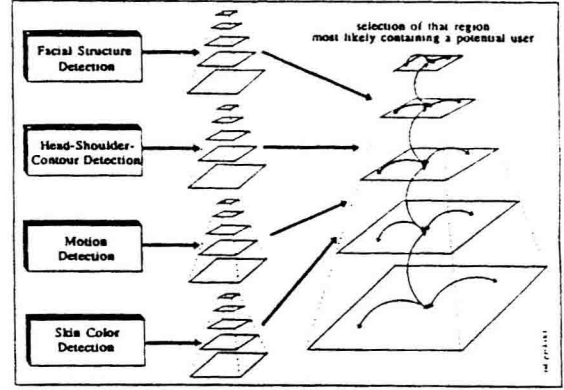 Facial Structure
Detection
Head-Shoulder-
Contour Detection
Motion
Detection
Skin Color
Detection
selection of that region
most likely containing a potential user